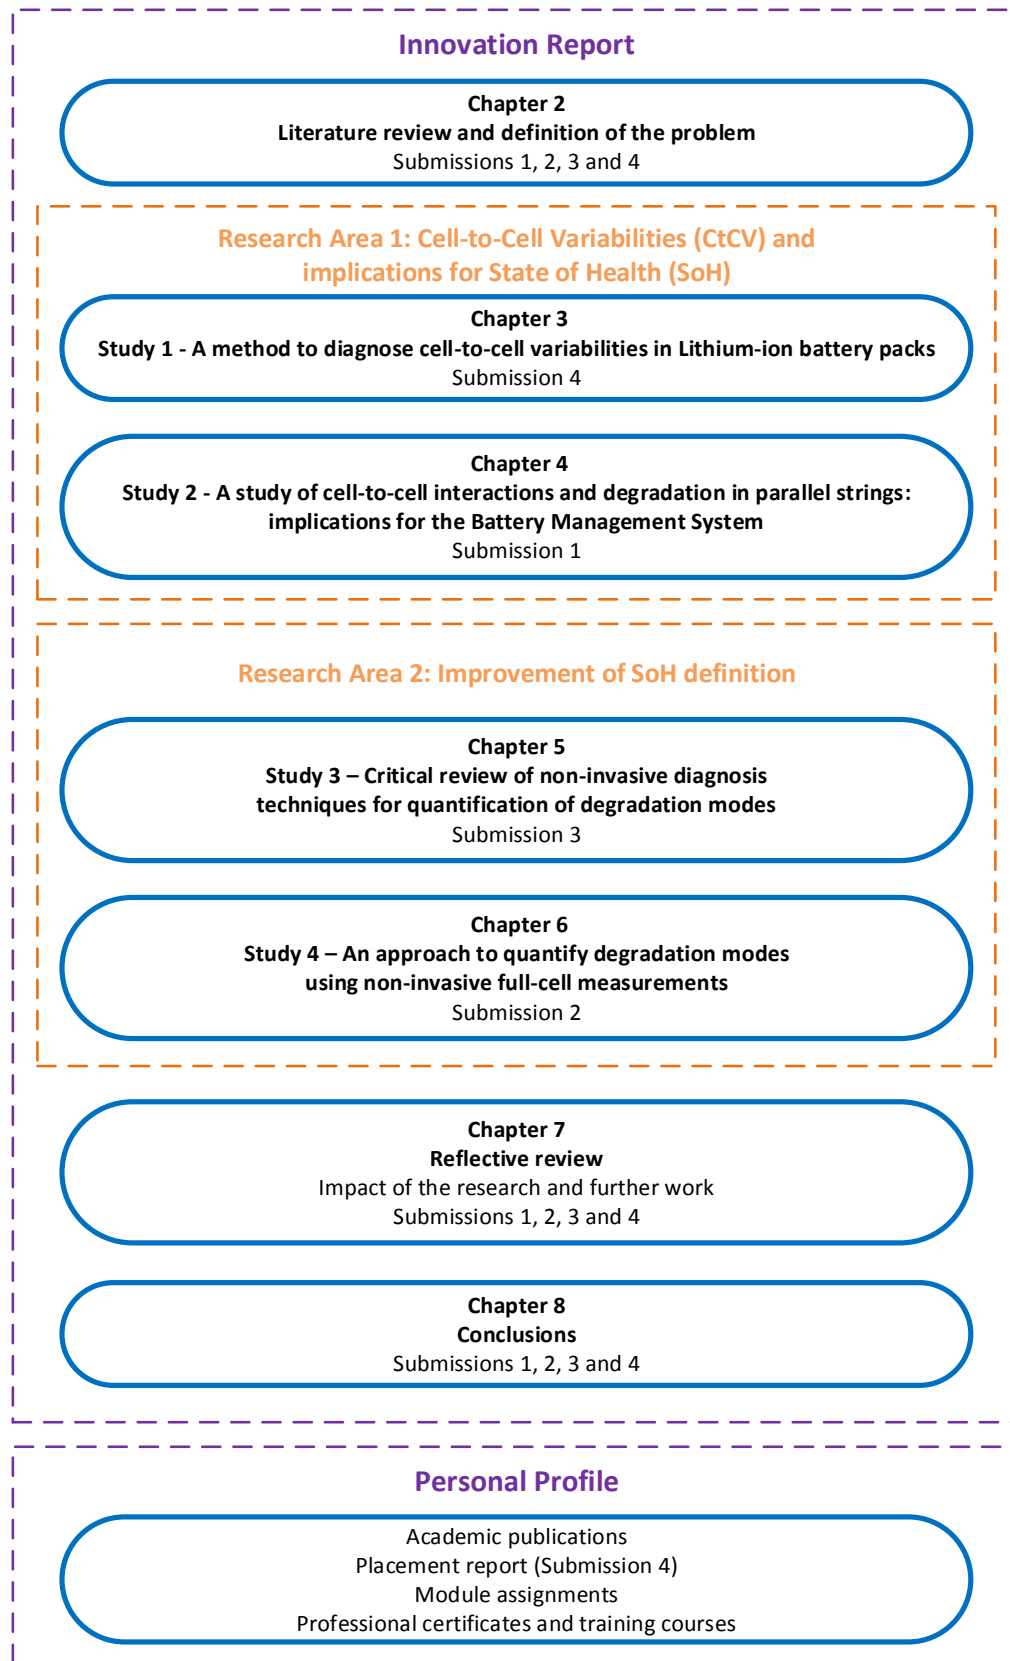 Innovation Report
Chapter 2
Literature review and definition of the problem
Submissions 1, 2, 3 and 4
Research Area 1: Cell-to-Cell Variabilities (CtCV) and
implications for State of Health (SoH)
Chapter 3
Study 1 - A method to diagnose cell-to-cell variabilities in Lithium-ion battery packs
Submission 4
Chapter 4
Study 2 - A study of cell-to-cell interactions and degradation in parallel strings:
implications for the Battery Management System
Submission 1
Research Area 2: Improvement of SoH definition
Chapter 5
Study 3 – Critical review of non-invasive diagnosis
techniques for quantification of degradation modes
Submission 3
Chapter 6
Study 4 – An approach to quantify degradation modes
using non-invasive full-cell measurements
Submission 2
Chapter 7
Reflective review
Impact of the research and further work
Submissions 1, 2, 3 and 4
Chapter 8
Conclusions
Submissions 1, 2, 3 and 4
Personal Profile
Academic publications
Placement report (Submission 4)
Module assignments
Professional certificates and training courses